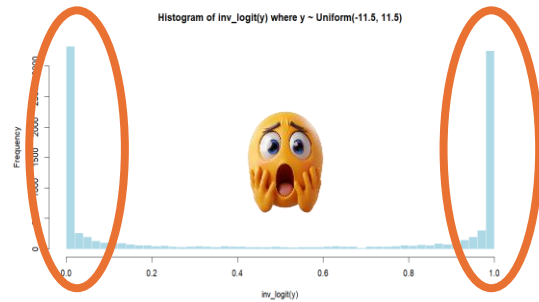 Histogram of inv_logit(y) where y ~ Uniform(-11.5, 11.5)
Frequency
2000
1500
1000
0
0.0 0.2 0.4 0.6 0.8 1.0
inv_logit(y)